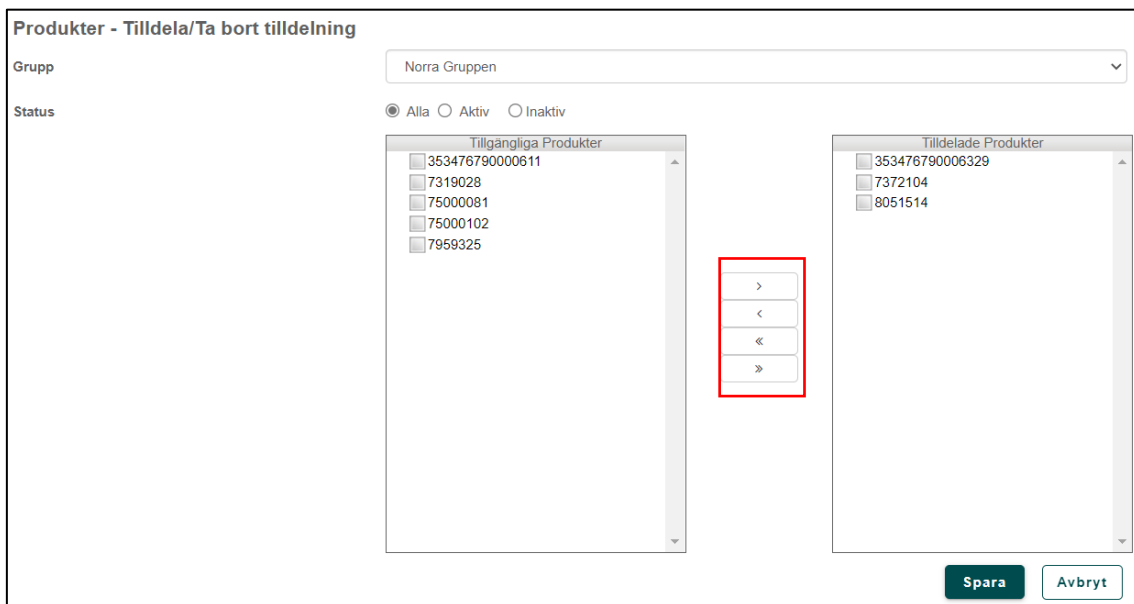 Produkter - Tilldela/Ta bort tilldelning
Grupp
Norra Gruppen
Status
Alla
Aktiv
Inaktiv
Tillgängliga Produkter
353476790000611
7319028
75000081
75000102
7959325
>
<
«
»
Tilldelade Produkter
353476790006329
7372104
8051514
Spara
Avbryt